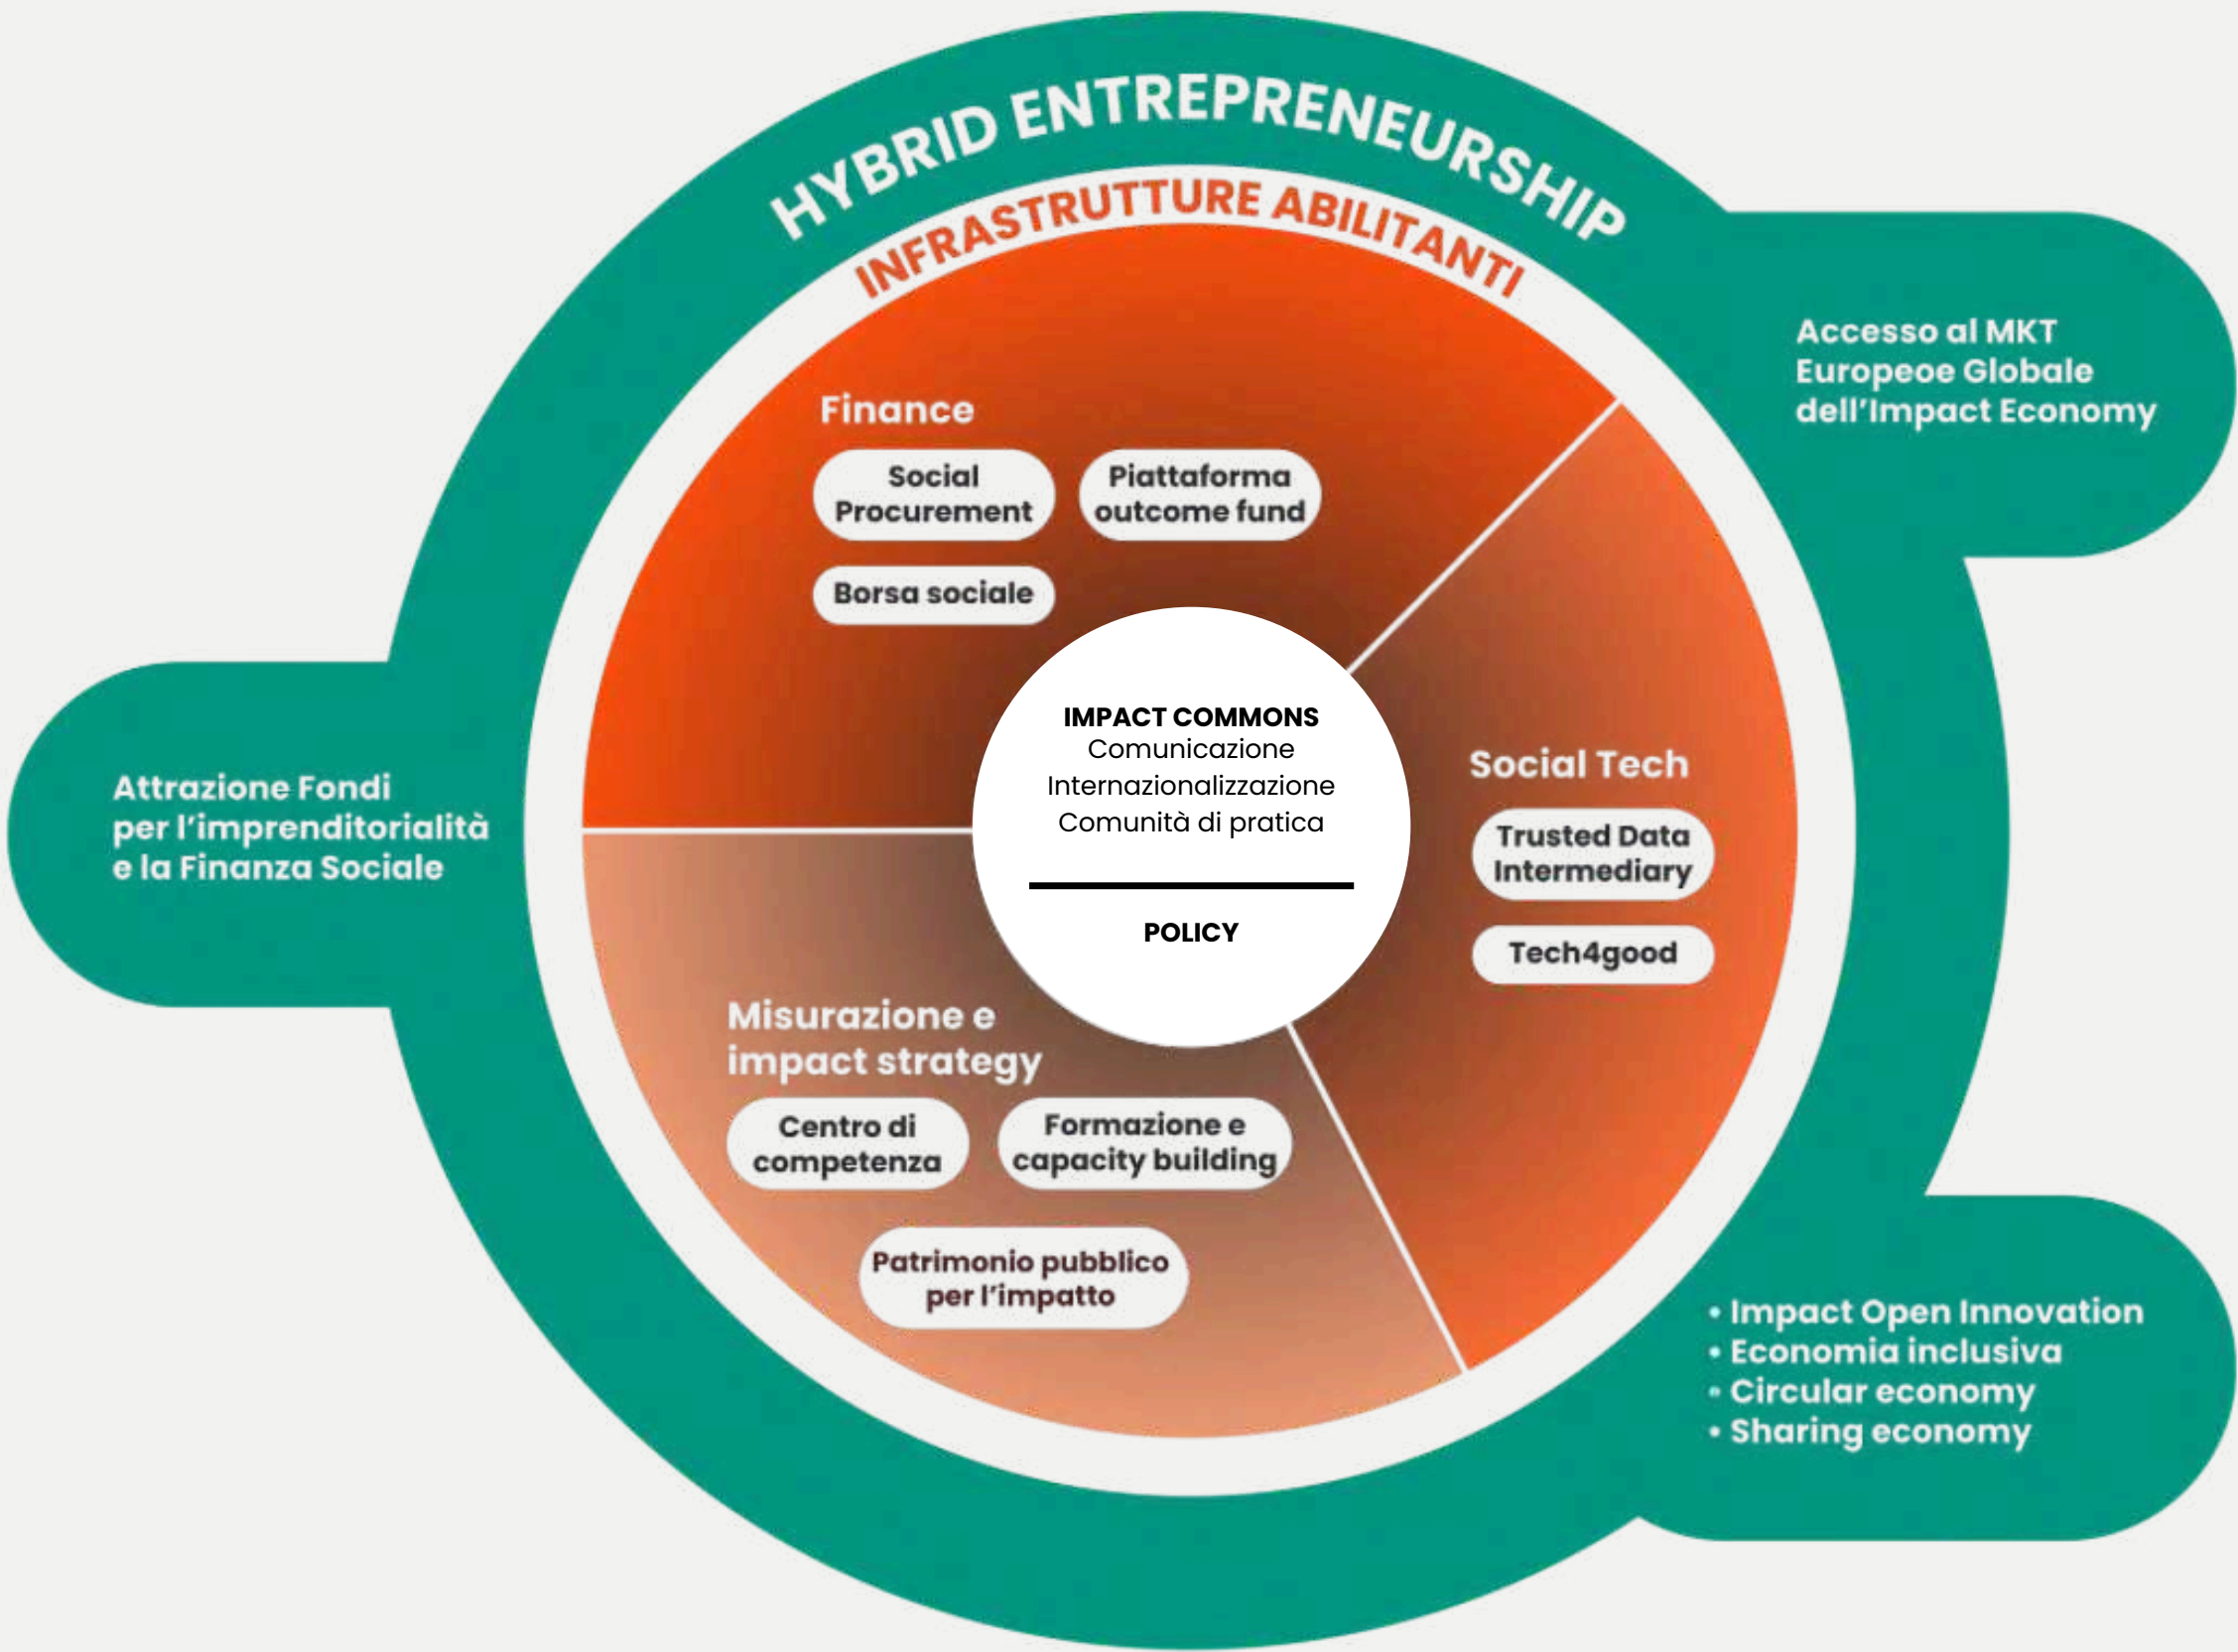 HYBRID ENTREPRENEURSHIP
INFRASTRUTTURE ABILITANTI
Accesso al MKT
Europeoe Globale
dell’Impact Economy
Finance
Social
Procurement
Piattaforma
outcome fund
Borsa sociale
IMPACT COMMONS
Comunicazione
Internazionalizzazione
Comunità di pratica
POLICY
Social Tech
Trusted Data
Intermediary
Tech4good
Attrazione Fondi
per l’imprenditorialità
e la Finanza Sociale
Misurazione e
impact strategy
Centro di
competenza
Formazione e
capacity building
Patrimonio pubblico
per l’impatto
• Impact Open Innovation
• Economia inclusiva
• Circular economy
• Sharing economy